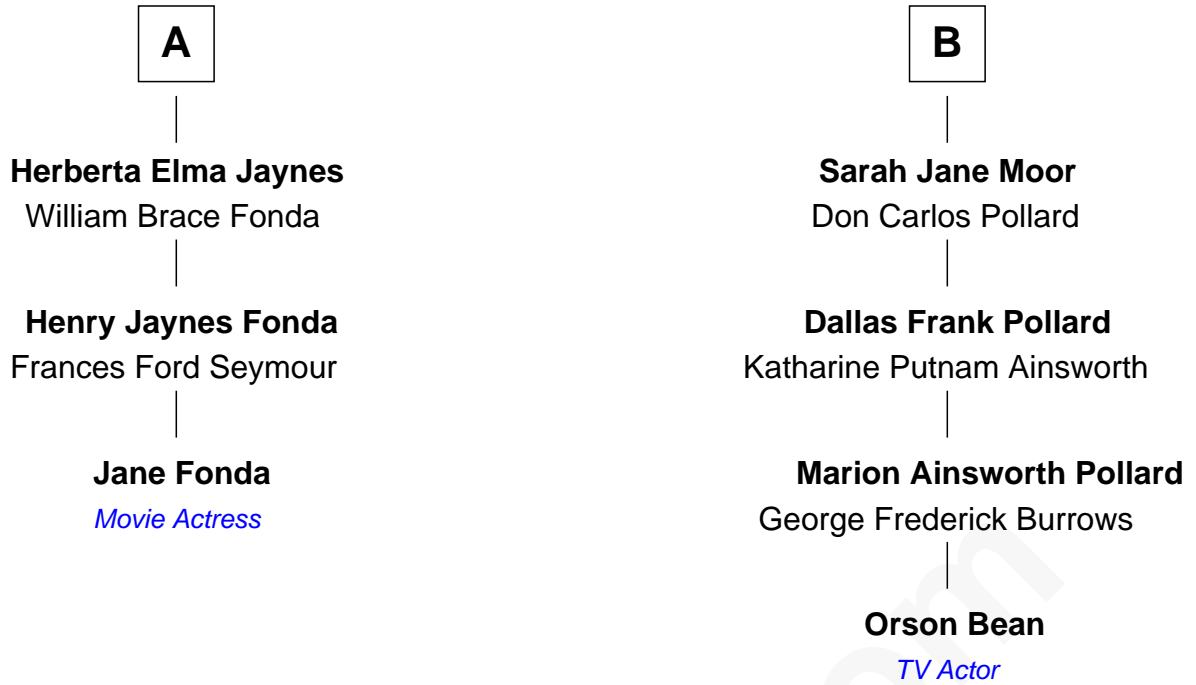 A
Herberta Elma Jaynes
William Brace Fonda
Henry Jaynes Fonda
Frances Ford Seymour
Jane Fonda
Movie Actress
B
Sarah Jane Moor
Don Carlos Pollard
Dallas Frank Pollard
Katharine Putnam Ainsworth
Marion Ainsworth Pollard
George Frederick Burrows
Orson Bean
TV Actor